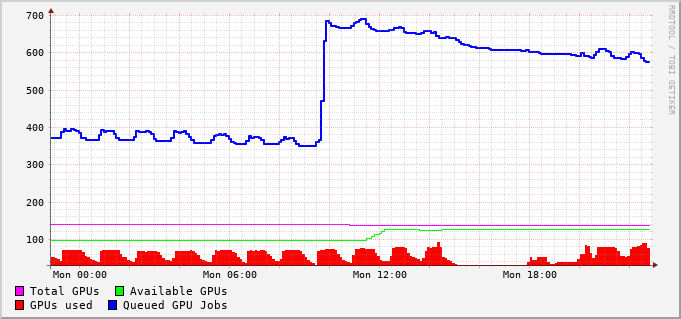 700
600
500
400
300
200
100
Mon 00:00 Mon 06:00 Mon 12:00 Mon 18:00
Total GPUs Available GPUs
GPUs used Queued GPU Jobs
RRDTOOL / TOBI OETIKER